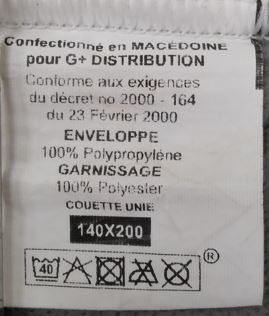 Confectionné en MACÉDOINE
pour G+ DISTRIBUTION
Conforme aux exigences
du décret no 2000 - 164
du 23 Février 2000
ENVELOPPE
100% Polypropylène
GARNISSAGE
100% Polyester
COUETTE UNIE
140X200
40
®